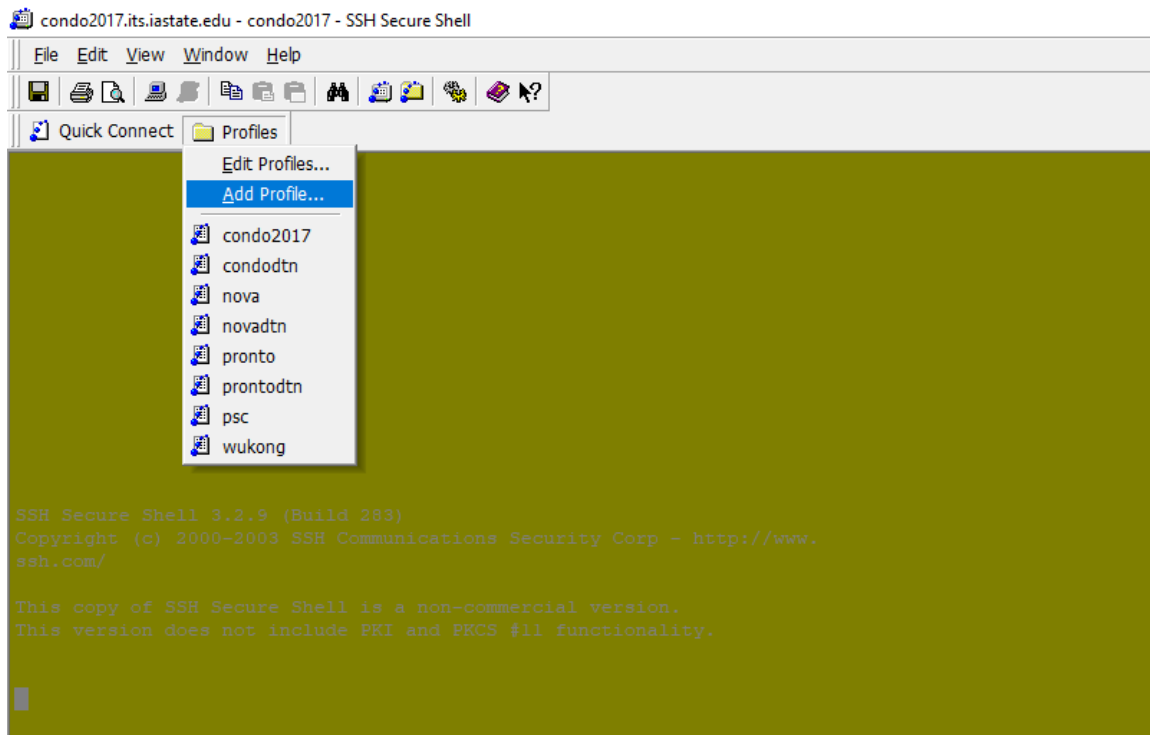 condo2017.its.iastate.edu - condo2017 - SSH Secure Shell
File Edit View Window Help
Quick Connect Profiles
Edit Profiles...
Add Profile...
condo2017
condodtn
nova
novadtn
pronto
prontodtn
psc
wukong
SSH Secure Shell 3.2.9 (Build 283)
Copyright (c) 2000-2003 SSH Communications Security Corp - http://www.
ssh.com/
This copy of SSH Secure Shell is a non-commercial version.
This version does not include PKI and PKCS #11 functionality.